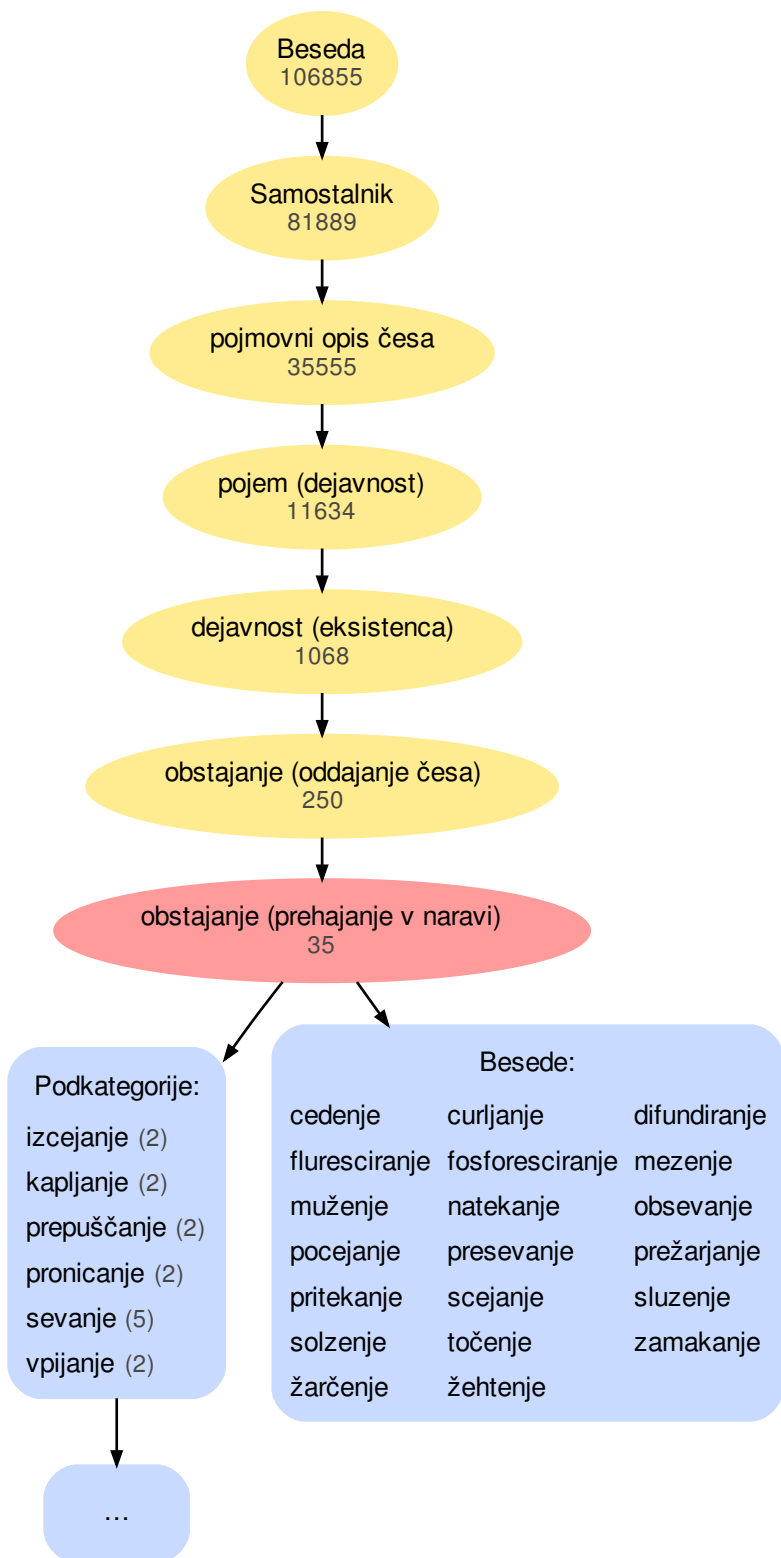 Beseda
106855
Samostalnik
81889
pojmovni opis česa
35555
pojem (dejavnost)
11634
dejavnost (eksistenca)
1068
obstajanje (oddajanje česa)
250
obstajanje (prehajanje v naravi)
35
Podkategorije:
izcejanje (2)
kapljanje (2)
prepuščanje (2)
pronicanje (2)
sevanje (5)
vpijanje (2)
...
Besede:
cedenje curljanje difundiranje
fluresciranje fosforesciranje mezenje
muženje natekanje obsevanje
pocejanje presevanje prežarjanje
pritekanje scejanje sluzenje
solzenje točenje zamakanje
žarčenje žehtenje